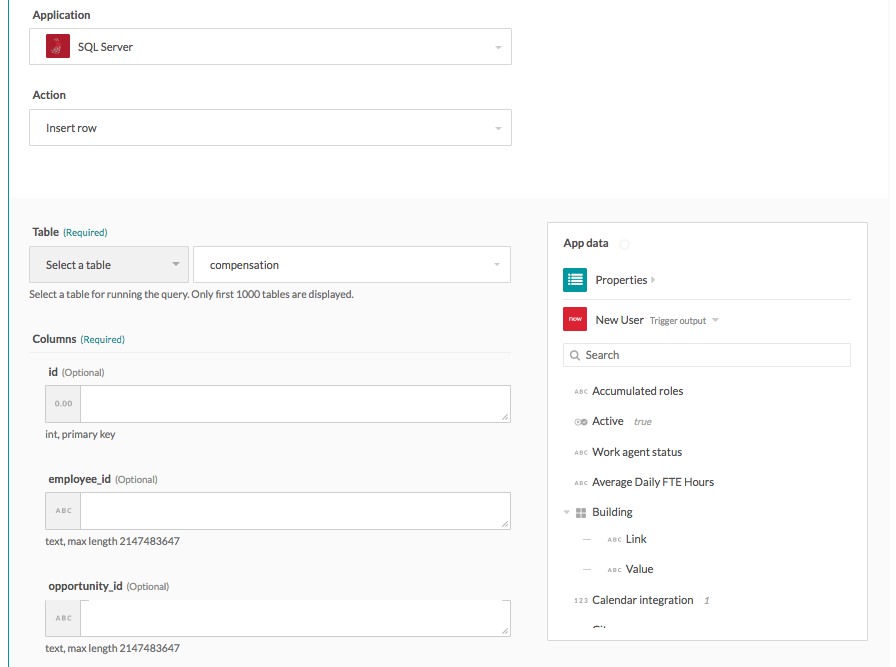 Application
SQL Server
Action
Insert row
Table (Required)
Select a table
compensation
Select a table for running the query. Only first 1000 tables are displayed.
Columns (Required)
id (Optional)
0.00
int, primary key
employee_id (Optional)
ABC
text, max length 2147483647
opportunity_id (Optional)
ABC
text, max length 2147483647
App data
Properties
now New User Trigger output
Search
ABC Accumulated roles
Active true
ABC Work agent status
ABC Average Daily FTE Hours
Building
ABC Link
ABC Value
123 Calendar integration 1